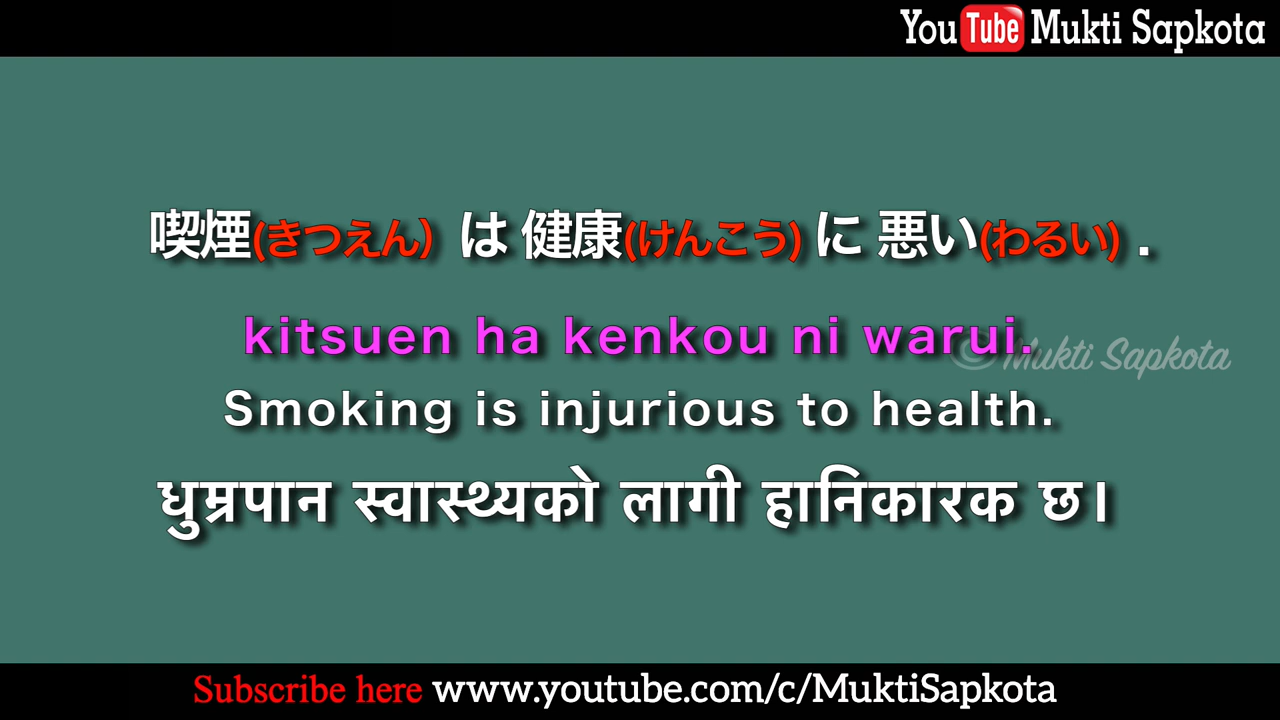 You Tube Mukti Sapkota
喫煙(きつえん) は 健康(けんこう) に 悪い(わるい) .
kitsuen ha kenkou ni warui.
© Mukti Sapkota
Smoking is injurious to health.
धुम्रपान स्वास्थ्यको लागी हानिकारक छ।
Subscribe here www.youtube.com/c/MuktiSapkota